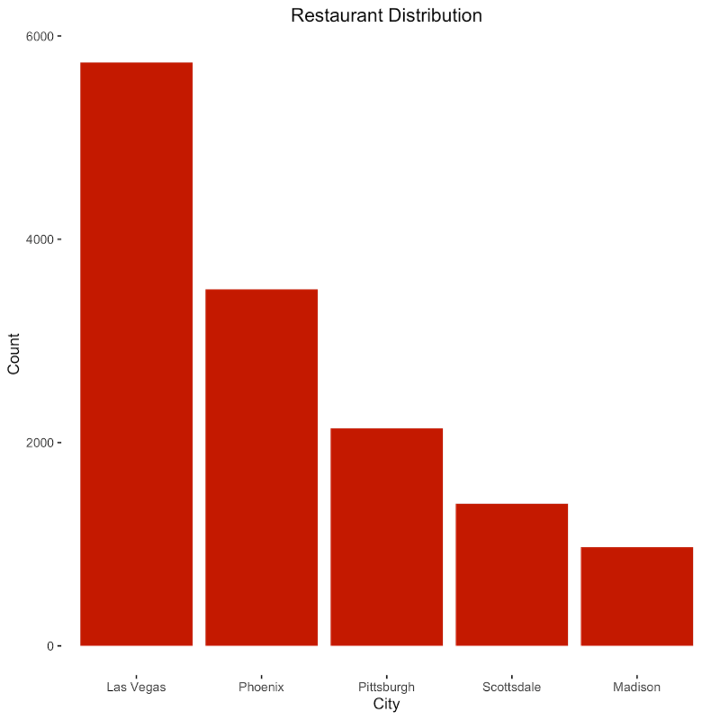 Restaurant Distribution
6000
4000
2000
0
Count
Las Vegas Phoenix Pittsburgh Scottsdale Madison
City